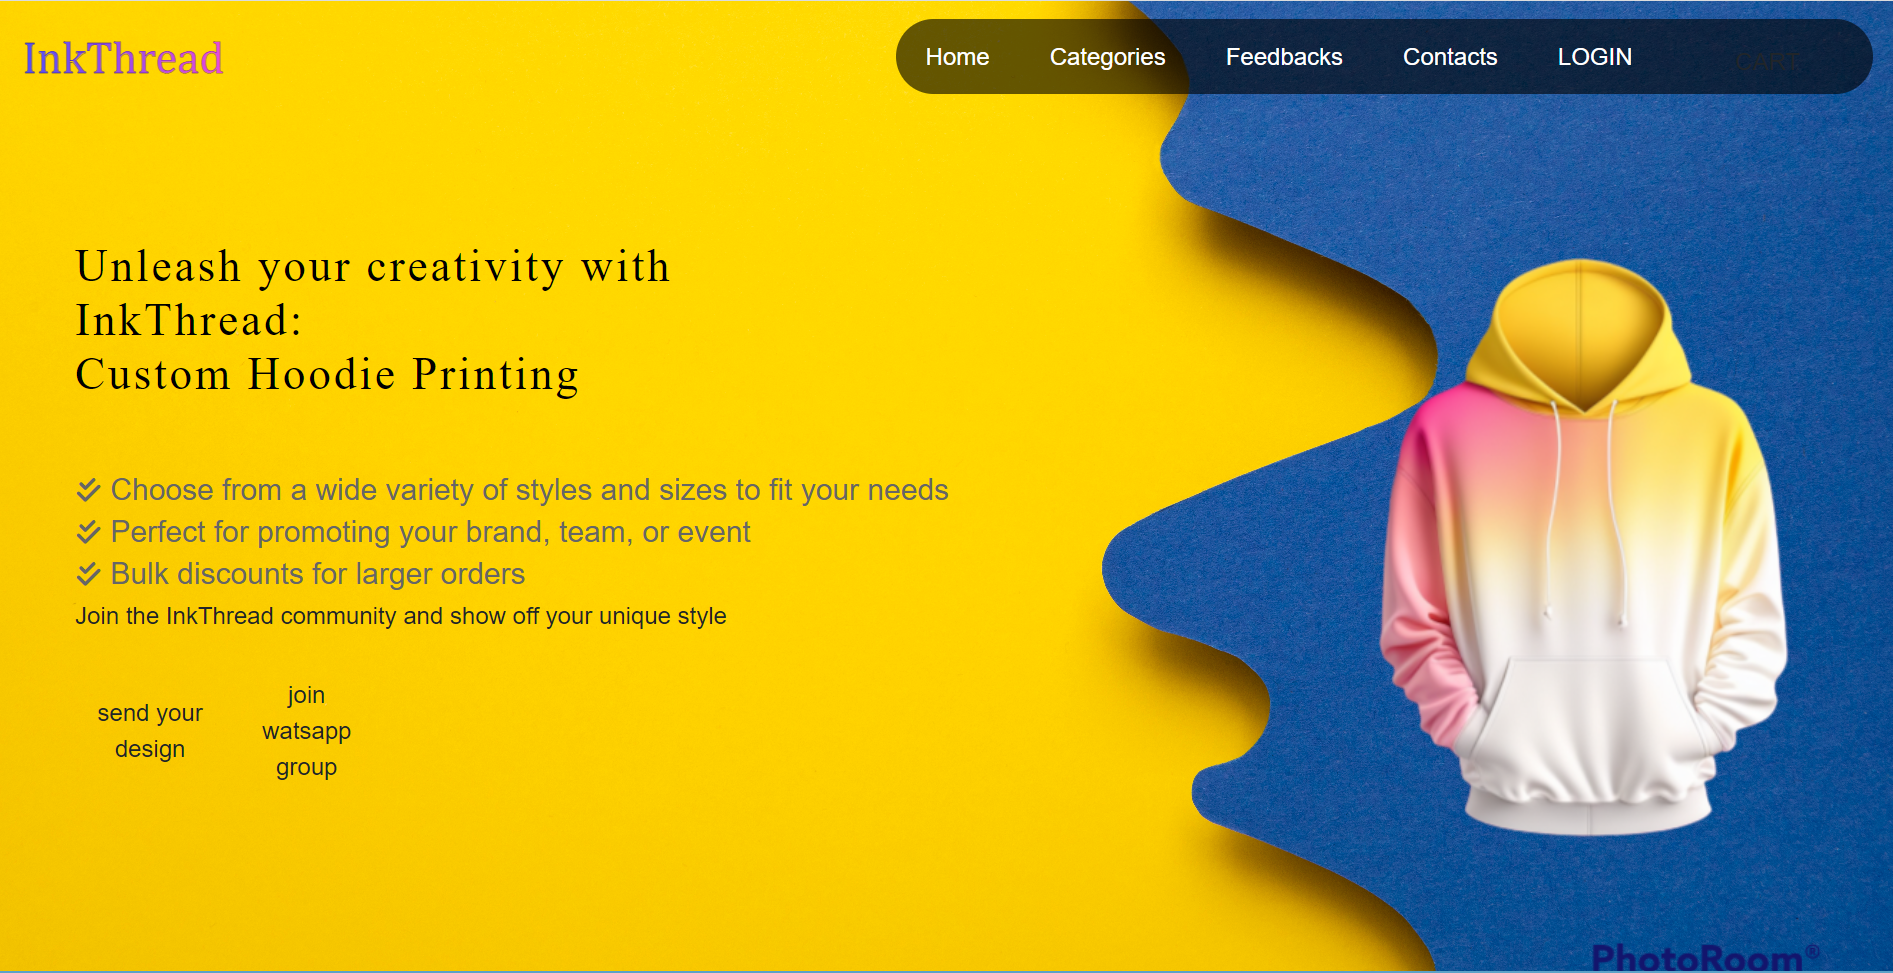 InkThread
Home Categories Feedbacks Contacts LOGIN CART
Unleash your creativity with
InkThread:
Custom Hoodie Printing
Choose from a wide variety of styles and sizes to fit your needs
Perfect for promoting your brand, team, or event
Bulk discounts for larger orders
Join the InkThread community and show off your unique style
send your
design
join
watsapp
group
PhotoRoom®